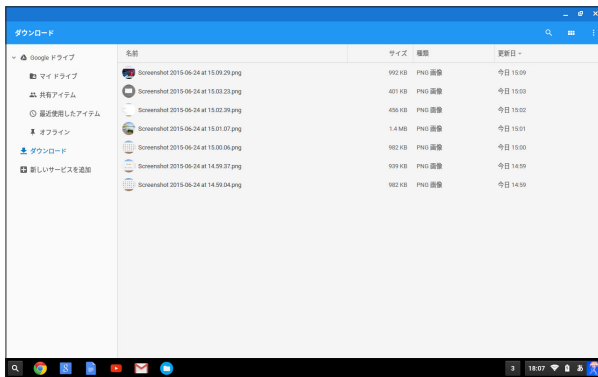 ダウンロード
Google ドライブ
マイドライブ
共有アイテム
最近使用したアイテム
オフライン
ダウンロード
新しいサービスを追加
名前 サイズ 種類 更新日
Screenshot 2015-06-24 at 15.09.29.png 992 KB PNG 画像 今日 15:09
Screenshot 2015-06-24 at 15.03.23.png 401 KB PNG 画像 今日 15:03
Screenshot 2015-06-24 at 15.02.39.png 456 KB PNG 画像 今日 15:02
Screenshot 2015-06-24 at 15.01.07.png 1.4 MB PNG 画像 今日 15:01
Screenshot 2015-06-24 at 15.00.06.png 982 KB PNG 画像 今日 15:00
Screenshot 2015-06-24 at 14.59.37.png 939 KB PNG 画像 今日 14:59
Screenshot 2015-06-24 at 14.59.04.png 982 KB PNG 画像 今日 14:59
3 18:07 あ